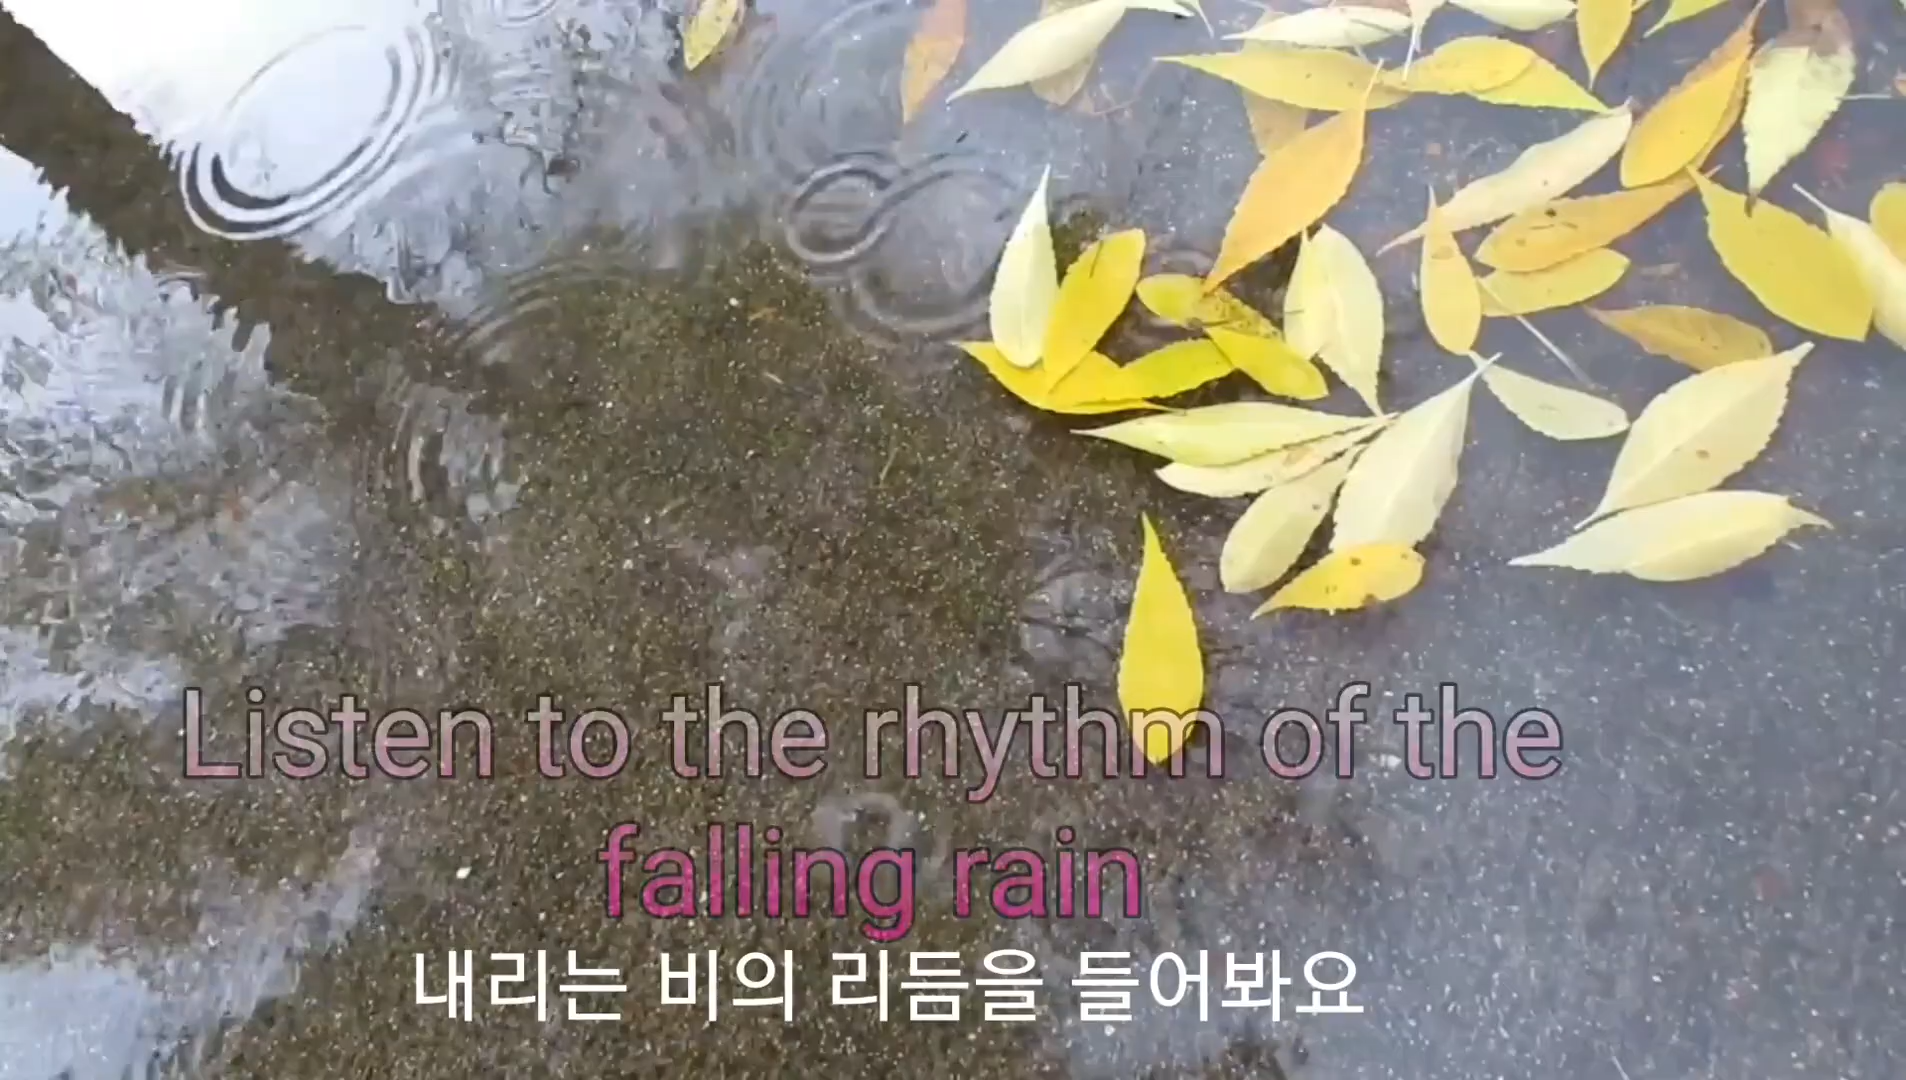 Listen to the rhythm of the
falling rain
내리는 비의 리듬을 들어봐요